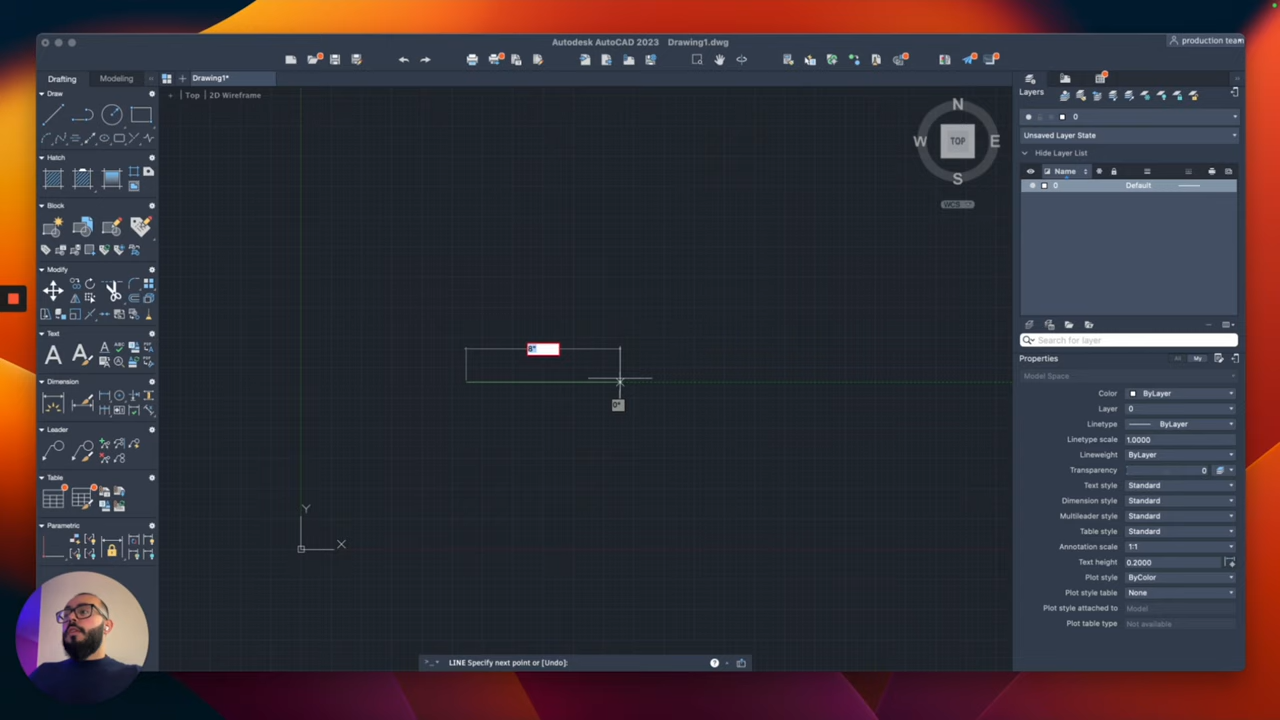 Autodesk AutoCAD 2023 Drawing1.dwg
production team
Drafting
Modeling
Drawing1*
Draw
+ | Top | 2D Wireframe
N
W
TOP
E
S
WCS
Hatch
Block
Modify
Text
A
A
A
Dimension
Leader
Table
Parametric
8"
0°
Y
X
>_ LINE Specify next point or [Undo]:
?
Layers
0
Unsaved Layer State
Hide Layer List
Name
0
Default
Search for layer
Properties
All
My
Model Space
Color
ByLayer
Layer
0
Linetype
ByLayer
Linetype scale
1.0000
Lineweight
ByLayer
Transparency
0
Text style
Standard
Dimension style
Standard
Multileader style
Standard
Table style
Standard
Annotation scale
1:1
Text height
0.2000
Plot style
ByColor
Plot style table
None
Plot style attached to
Model
Plot table type
Not available